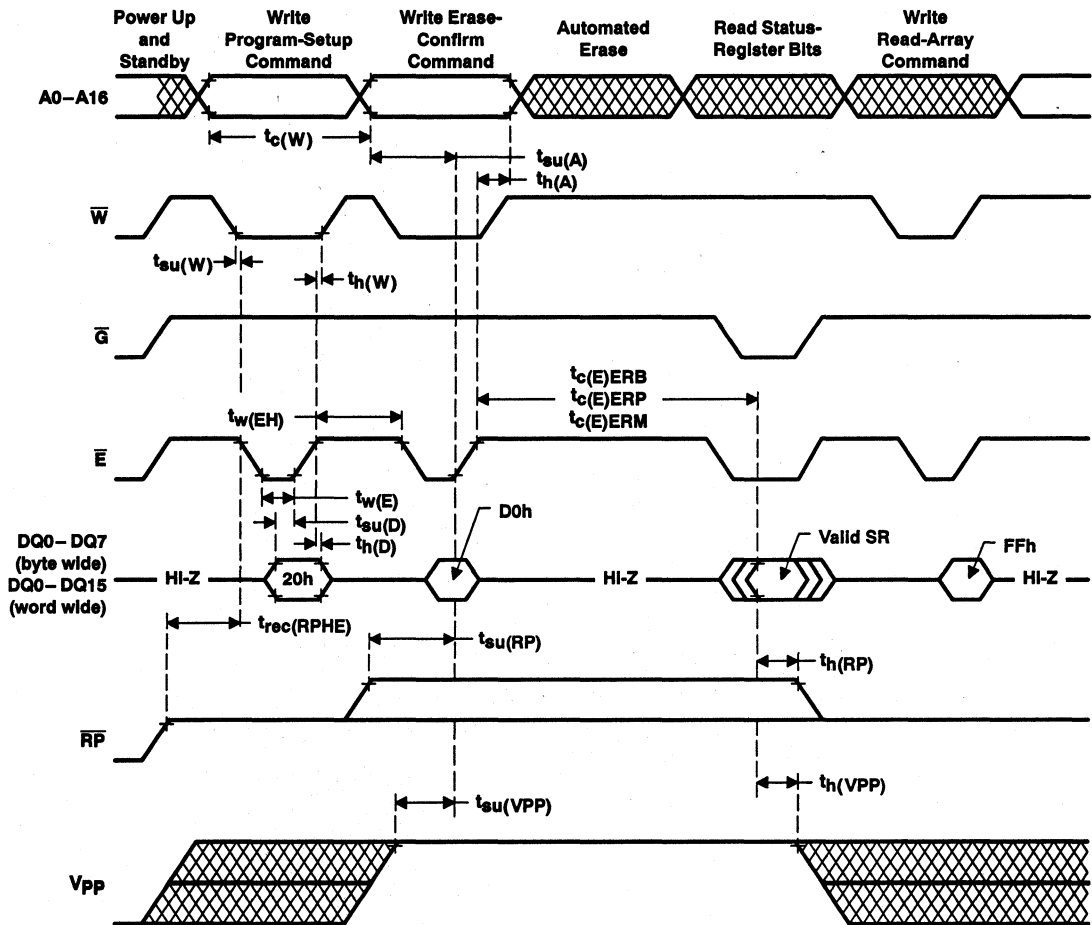 Power Up
and
Standby
Write
Program-Setup
Command
Write Erase-
Confirm
Command
Automated
Erase
Read Status-
Register Bits
Write
Read-Array
Command
A0–A16
tc(W)
tsu(A)
th(A)
W
tsu(W)
th(W)
G
tc(E)ERB
tc(E)ERP
tc(E)ERM
tw(EH)
E
tw(E)
tsu(D)
th(D)
D0h
Valid SR
FFh
DQ0–DQ7
(byte wide)
DQ0–DQ15
(word wide)
HI-Z
20h
HI-Z
HI-Z
trec(RPHE)
tsu(RP)
th(RP)
RP
tsu(VPP)
th(VPP)
VPP